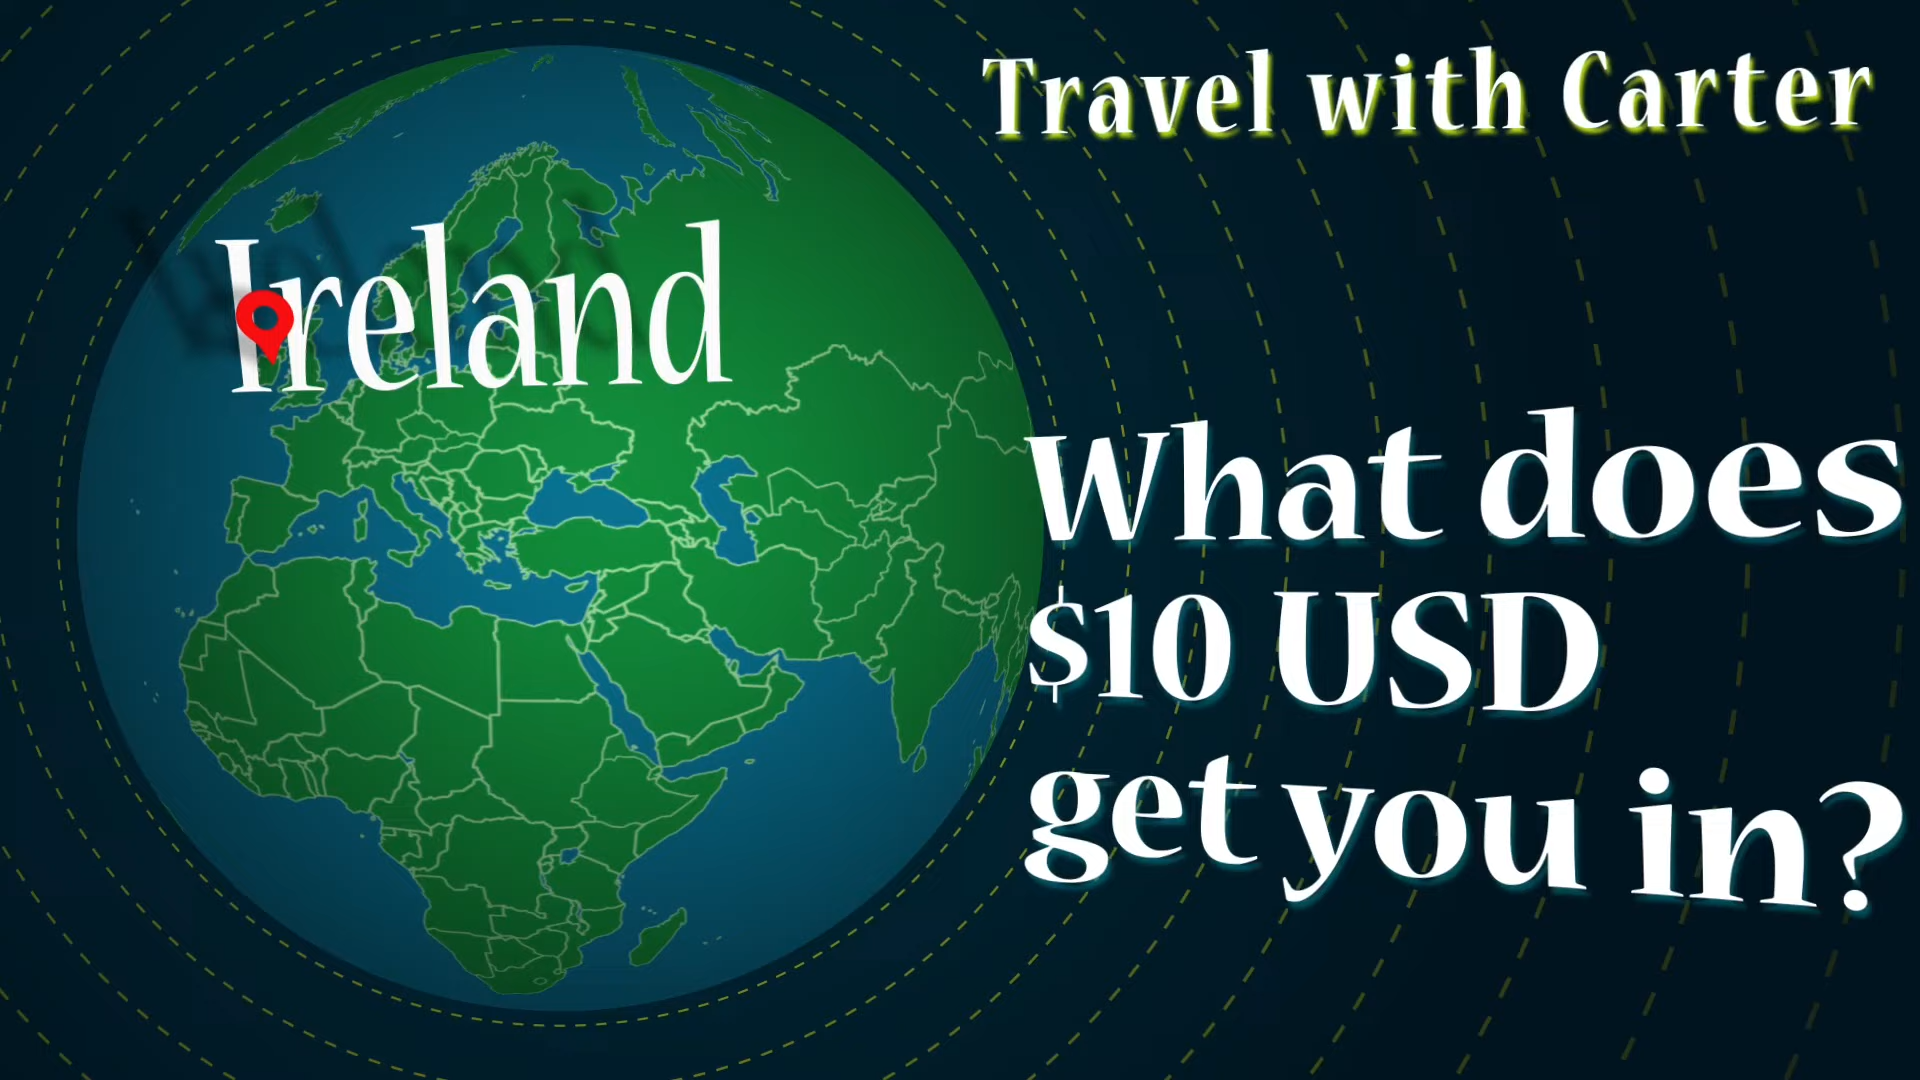 Travel with Carter
Ireland
What does
$10 USD
get you in?